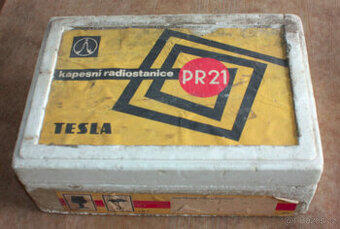 kapesní radiostanice
PR21
TESLA